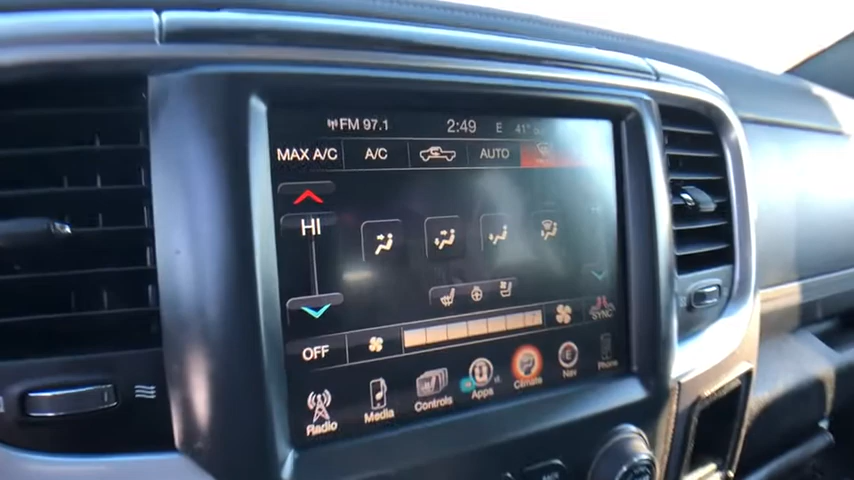 FM 97.1 2:49 E 41°
MAX A/C A/C AUTO
HI
SYNC
OFF
Radio Media Controls Apps Climate Nav Phone